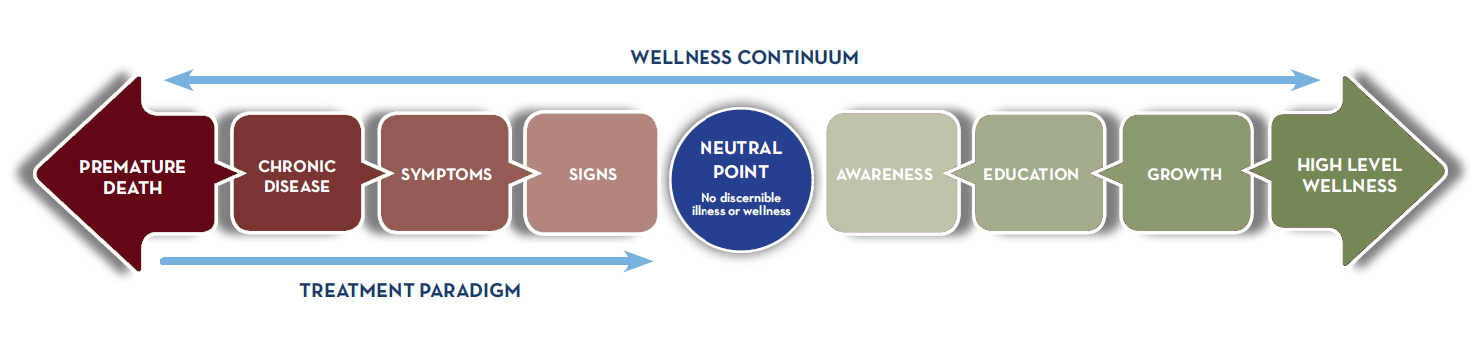 WELLNESS CONTINUUM
PREMATURE
DEATH
CHRONIC
DISEASE
SYMPTOMS
SIGNS
NEUTRAL
POINT
No discernible
illness or wellness
AWARENESS
EDUCATION
GROWTH
HIGH LEVEL
WELLNESS
TREATMENT PARADIGM